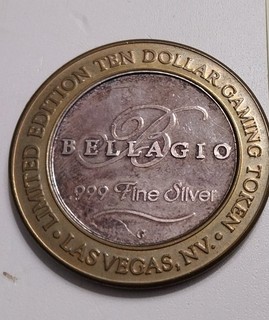 LIMITED EDITION TEN DOLLAR GAMING TOKEN
B
BELLAGIO
.999 Fine Silver
G
• LAS VEGAS, NV. •